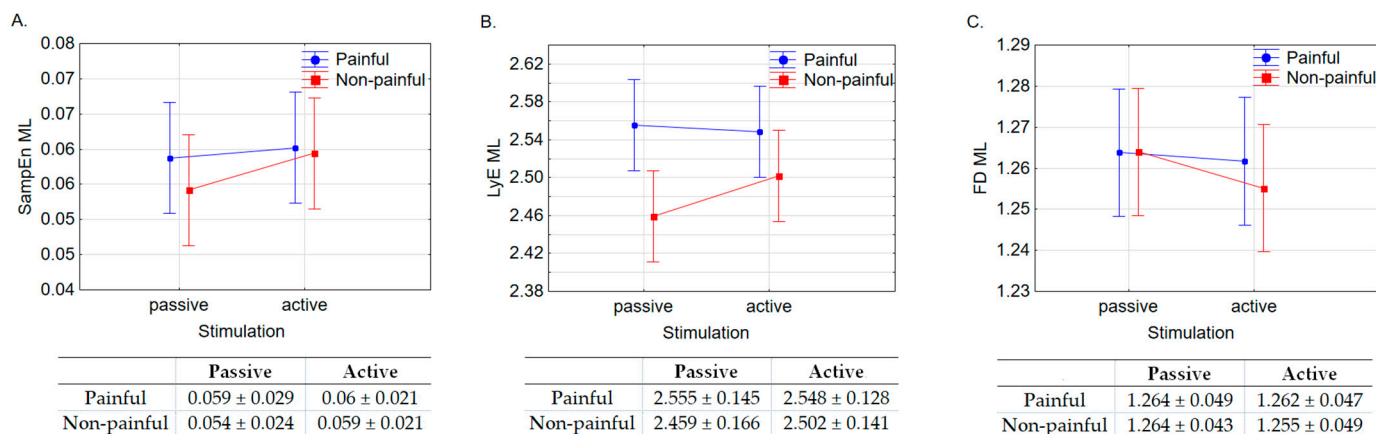 A.
0.08
0.07
0.07
0.06
0.06
0.05
0.05
0.04
SampEn ML
Painful
Non-painful
passive active
Stimulation
Passive Active
Painful 0.059 ± 0.029 0.06 ± 0.021
Non-painful 0.054 ± 0.024 0.059 ± 0.021
B.
2.62
2.58
2.54
2.50
2.46
2.42
2.38
LyE ML
Painful
Non-painful
passive active
Stimulation
Passive Active
Painful 2.555 ± 0.145 2.548 ± 0.128
Non-painful 2.459 ± 0.166 2.502 ± 0.141
C.
1.29
1.28
1.27
1.26
1.25
1.24
1.23
FD ML
Painful
Non-painful
passive active
Stimulation
Passive Active
Painful 1.264 ± 0.049 1.262 ± 0.047
Non-painful 1.264 ± 0.043 1.255 ± 0.049